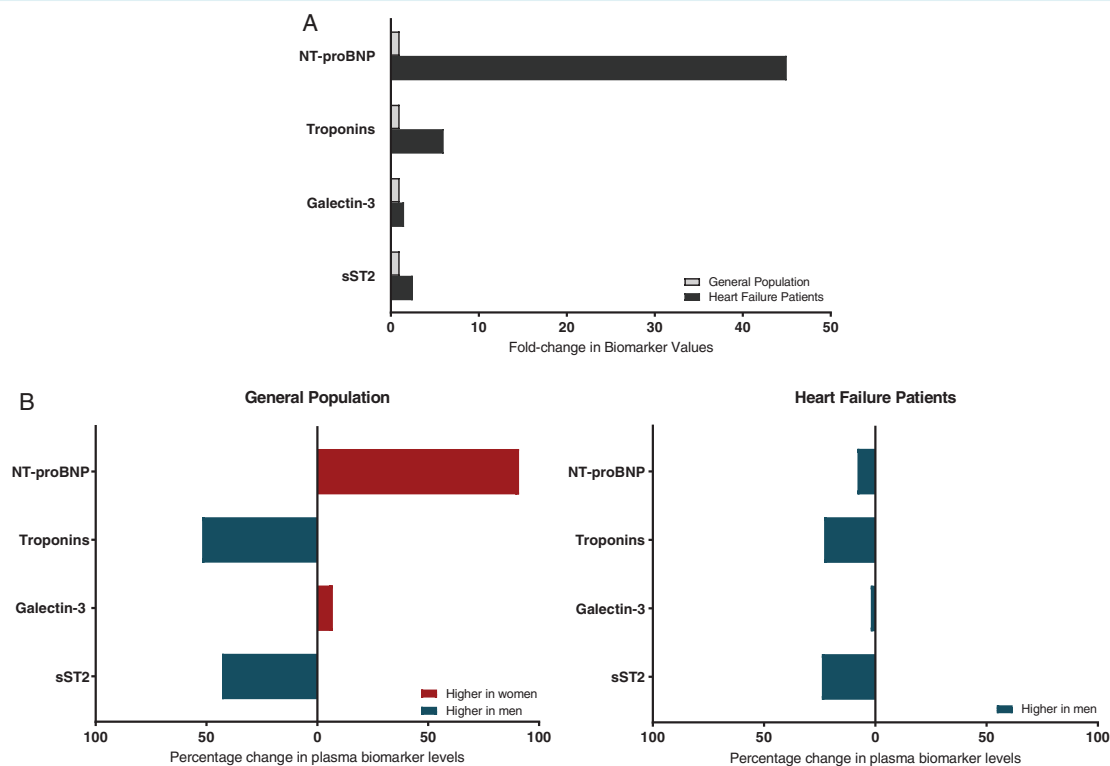 A
NT-proBNP
Troponins
Galectin-3
sST2
General Population
Heart Failure Patients
0 10 20 30 40 50
Fold-change in Biomarker Values
B
General Population
NT-proBNP
Troponins
Galectin-3
sST2
Higher in women
Higher in men
100 50 0 50 100
Percentage change in plasma biomarker levels
Heart Failure Patients
NT-proBNP
Troponins
Galectin-3
sST2
Higher in men
100 50 0 50 100
Percentage change in plasma biomarker levels